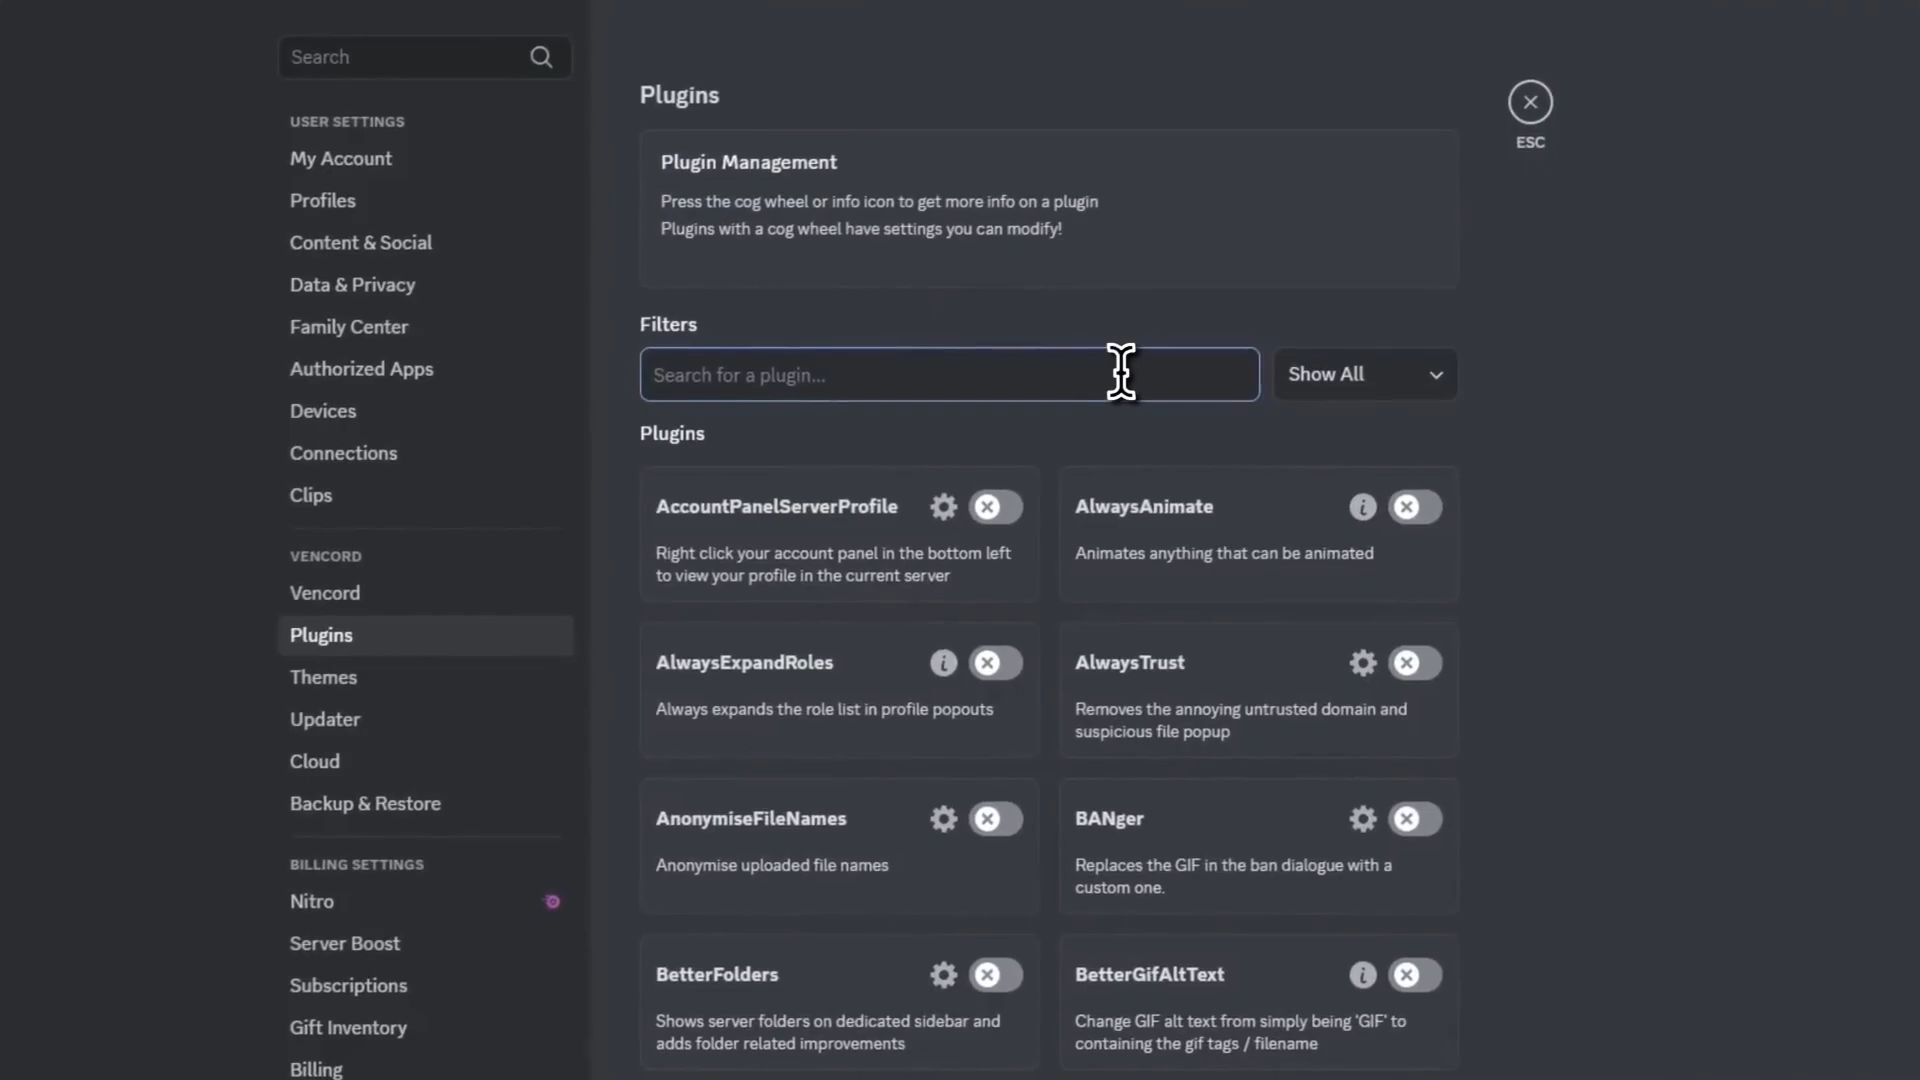 Search
USER SETTINGS
My Account
Profiles
Content & Social
Data & Privacy
Family Center
Authorized Apps
Devices
Connections
Clips
VENCORD
Vencord
Plugins
Themes
Updater
Cloud
Backup & Restore
BILLING SETTINGS
Nitro
Server Boost
Subscriptions
Gift Inventory
Billing
Plugins
ESC
Plugin Management
Press the cog wheel or info icon to get more info on a plugin
Plugins with a cog wheel have settings you can modify!
Filters
Search for a plugin...
Show All
Plugins
AccountPanelServerProfile
Right click your account panel in the bottom left
to view your profile in the current server
AlwaysAnimate
Animates anything that can be animated
AlwaysExpandRoles
Always expands the role list in profile popouts
AlwaysTrust
Removes the annoying untrusted domain and
suspicious file popup
AnonymiseFileNames
Anonymise uploaded file names
BANger
Replaces the GIF in the ban dialogue with a
custom one.
BetterFolders
Shows server folders on dedicated sidebar and
adds folder related improvements
BetterGifAltText
Change GIF alt text from simply being 'GIF' to
containing the gif tags / filename